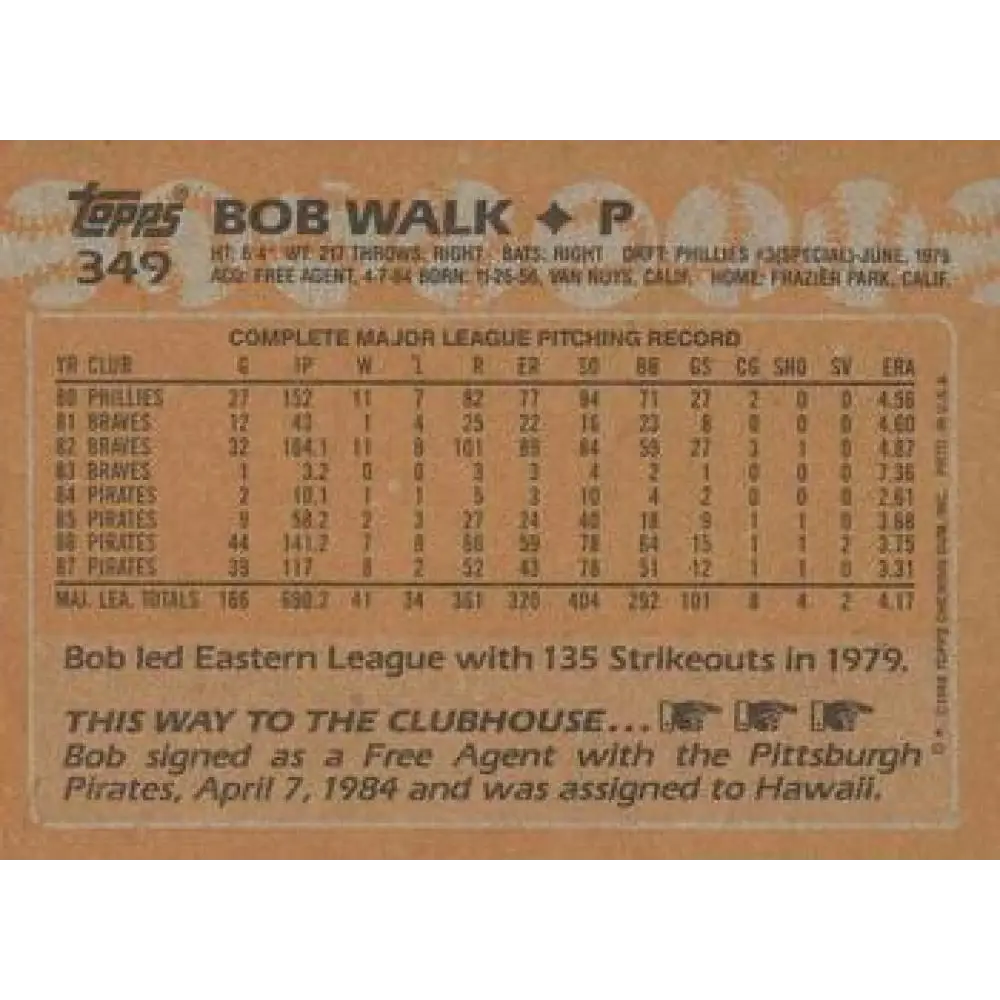 Topps® BOB WALK ✦ P
349 HT: 6'4" WT: 217 THROWS: RIGHT BATS: RIGHT DRFT: PHILLIES #3(SPECIAL)-JUNE, 1976
ACQ: FREE AGENT, 4-7-84 BORN: 11-26-56, VAN NUYS, CALIF. HOME: FRAZIER PARK, CALIF.
COMPLETE MAJOR LEAGUE PITCHING RECORD
YR CLUB G IP W L R ER SO BB GS CG SHO SV ERA
80 PHILLIES 27 152 11 7 82 77 94 71 27 2 0 0 4.56
81 BRAVES 12 43 1 4 25 22 16 23 8 0 0 0 4.60
82 BRAVES 32 164.1 11 9 101 89 84 59 27 3 1 0 4.87
83 BRAVES 1 3.2 0 0 3 3 4 2 1 0 0 0 7.36
84 PIRATES 2 10.1 1 1 5 3 10 4 2 0 0 0 2.61
85 PIRATES 9 58.2 2 3 27 24 40 18 9 1 1 0 3.68
86 PIRATES 44 141.2 7 8 66 59 78 64 15 1 1 2 3.75
87 PIRATES 39 117 8 2 52 43 78 51 12 1 1 0 3.31
MAJ. LEA. TOTALS 166 690.2 41 34 361 320 404 292 101 8 4 2 4.17
Bob led Eastern League with 135 Strikeouts in 1979.
THIS WAY TO THE CLUBHOUSE...
Bob signed as a Free Agent with the Pittsburgh
Pirates, April 7, 1984 and was assigned to Hawaii.
D* ©1988 TOPPS CHEWING GUM, INC. PRTD. IN U.S.A.